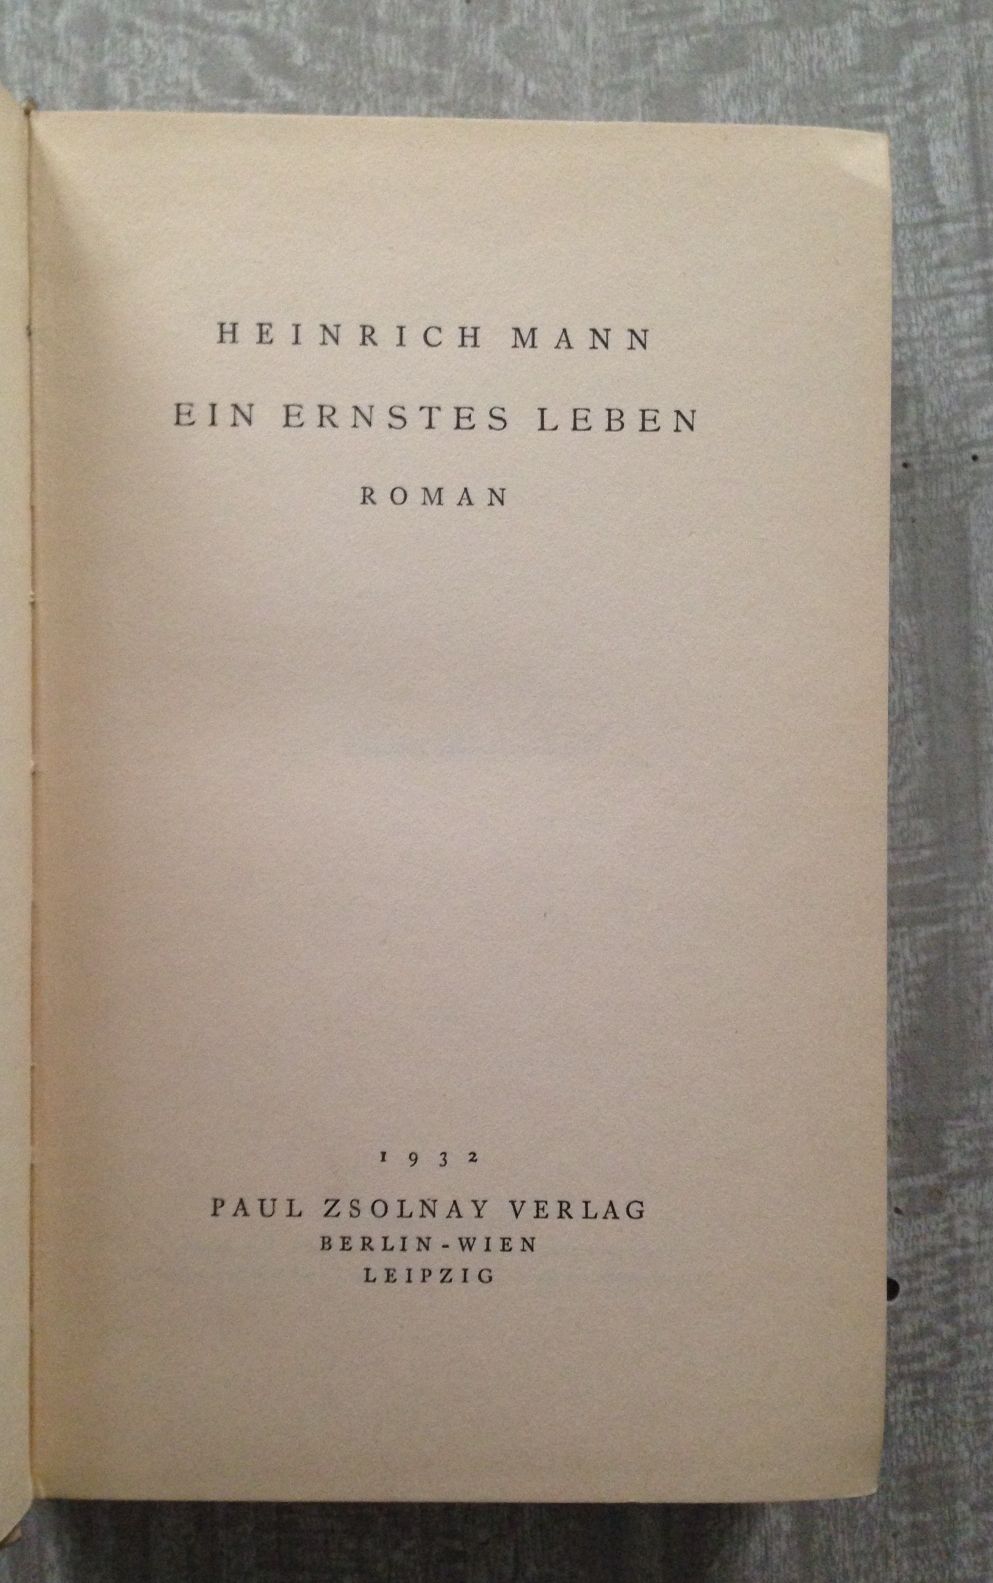 HEINRICH MANN
EIN ERNSTES LEBEN
ROMAN
1932
PAUL ZSOLNAY VERLAG
BERLIN-WIEN
LEIPZIG